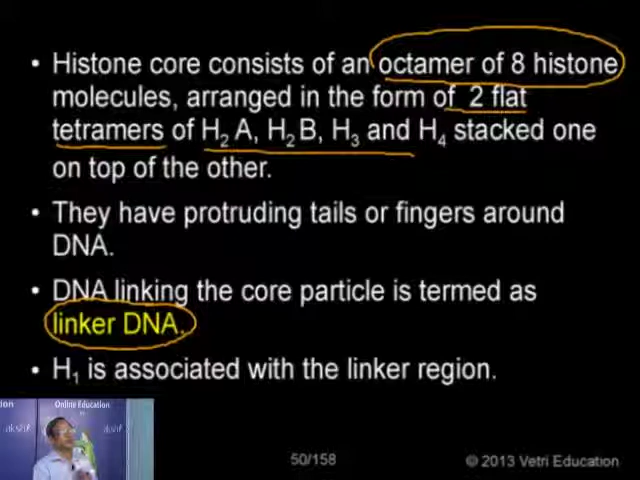 • Histone core consists of an octamer of 8 histone
molecules, arranged in the form of 2 flat
tetramers of H₂ A, H₂ B, H₃ and H₄ stacked one
on top of the other.
• They have protruding tails or fingers around
DNA.
• DNA linking the core particle is termed as
linker DNA.
• H₁ is associated with the linker region.
Online Education
50/158
© 2013 Vetri Education